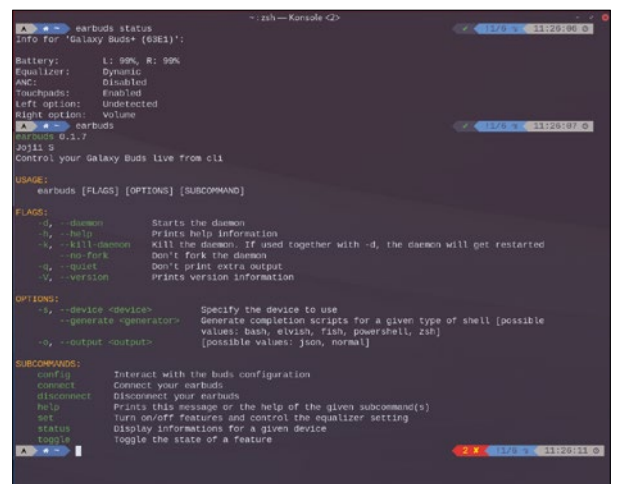 ~ : zsh — Konsole <2>
~ earbuds status 11:26:06
Info for 'Galaxy Buds+ (63E1)':
Battery: L: 99%, R: 99%
Equalizer: Dynamic
ANC: Disabled
Touchpads: Enabled
Left option: Undetected
Right option: Volume
~ earbuds 11:26:07
earbuds 0.1.7
Jojii S
Control your Galaxy Buds live from cli
USAGE:
earbuds [FLAGS] [OPTIONS] [SUBCOMMAND]
FLAGS:
-d, --daemon Starts the daemon
-h, --help Prints help information
-k, --kill-daemon Kill the daemon. If used together with -d, the daemon will get restarted
--no-fork Don't fork the daemon
-q, --quiet Don't print extra output
-V, --version Prints version information
OPTIONS:
-s, --device <device> Specify the device to use
--generate <generator> Generate completion scripts for a given type of shell [possible
values: bash, elvish, fish, powershell, zsh]
-o, --output <output> [possible values: json, normal]
SUBCOMMANDS:
config Interact with the buds configuration
connect Connect your earbuds
disconnect Disconnect your earbuds
help Prints this message or the help of the given subcommand(s)
set Turn on/off features and control the equalizer setting
status Display informations for a given device
toggle Toggle the state of a feature
~ 2 ✘ 11:26:11